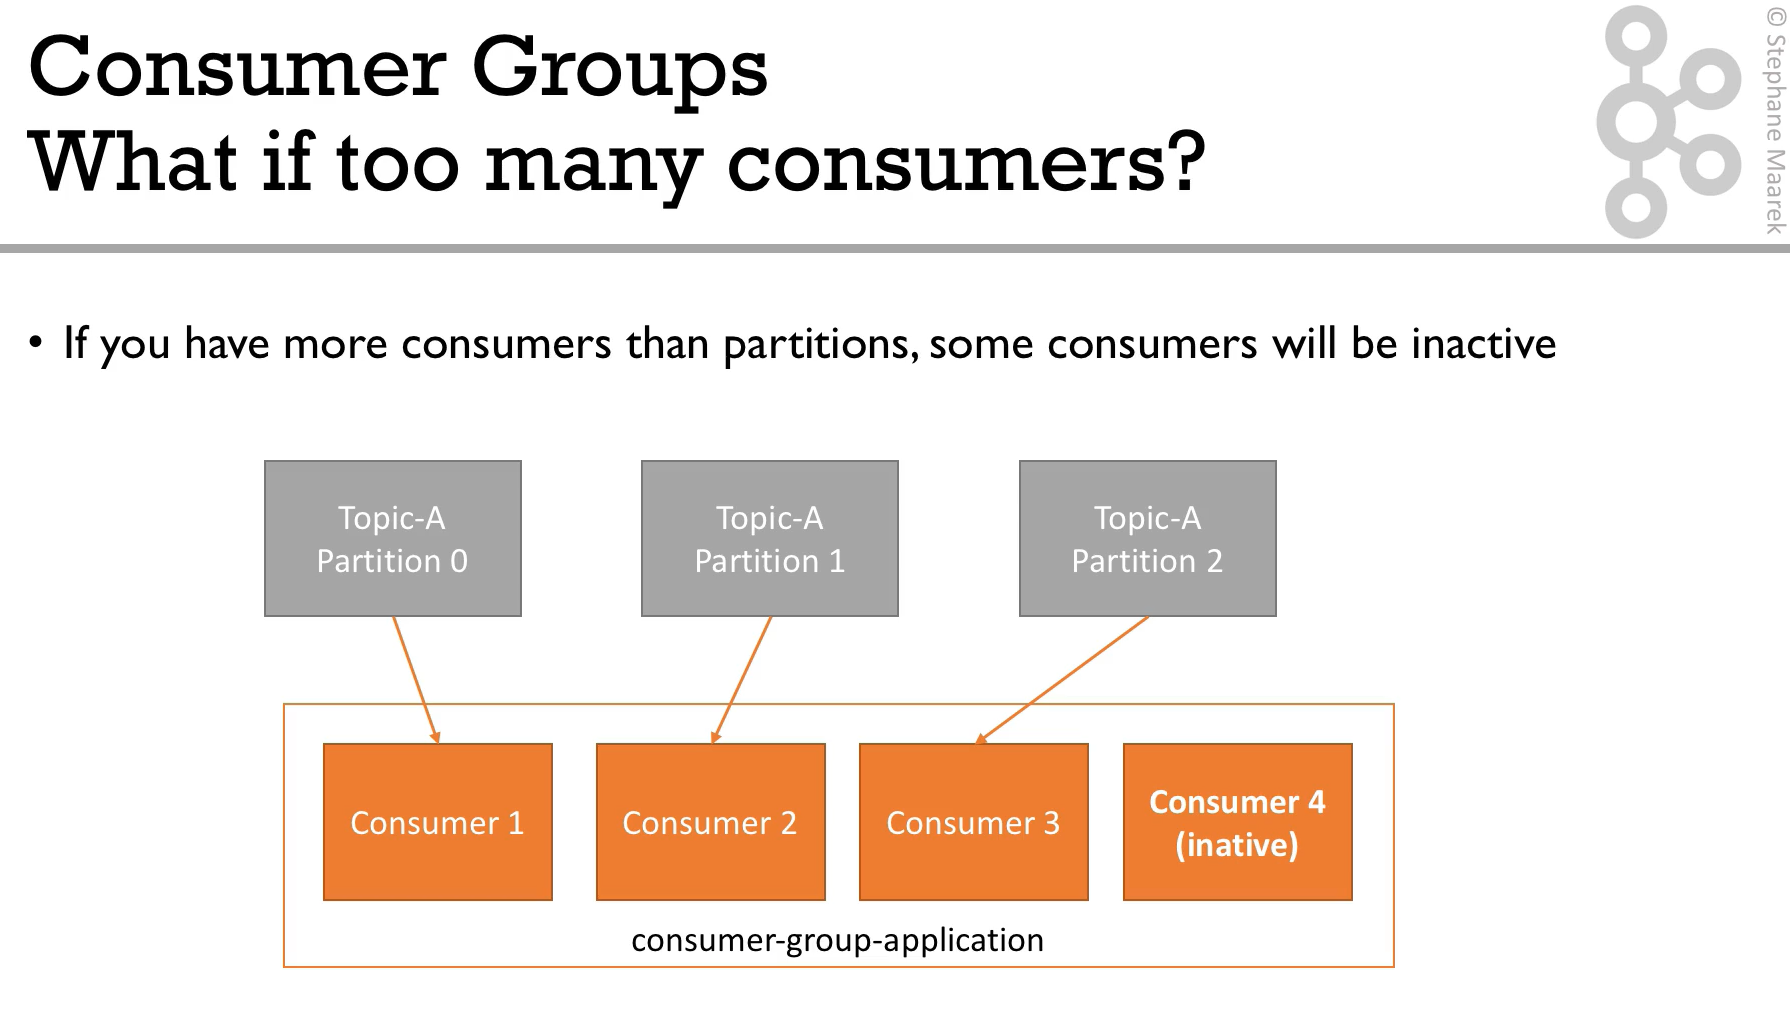 Consumer Groups
What if too many consumers?
© Stephane Maarek
• If you have more consumers than partitions, some consumers will be inactive
Topic-A
Partition 0
Topic-A
Partition 1
Topic-A
Partition 2
Consumer 1
Consumer 2
Consumer 3
Consumer 4
(inative)
consumer-group-application